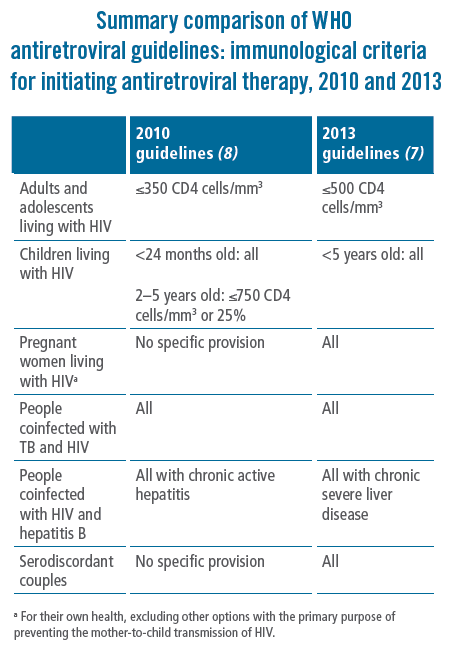 Summary comparison of WHO
antiretroviral guidelines: immunological criteria
for initiating antiretroviral therapy, 2010 and 2013
2010
guidelines (8)
2013
guidelines (7)
Adults and
adolescents
living with HIV
≤350 CD4 cells/mm³
≤500 CD4
cells/mm³
Children living
with HIV
<24 months old: all
2–5 years old: ≤750 CD4
cells/mm³ or 25%
<5 years old: all
Pregnant
women living
with HIVª
No specific provision
All
People
coinfected with
TB and HIV
All
All
People
coinfected
with HIV and
hepatitis B
All with chronic active
hepatitis
All with chronic
severe liver
disease
Serodiscordant
couples
No specific provision
All
ª For their own health, excluding other options with the primary purpose of
preventing the mother-to-child transmission of HIV.